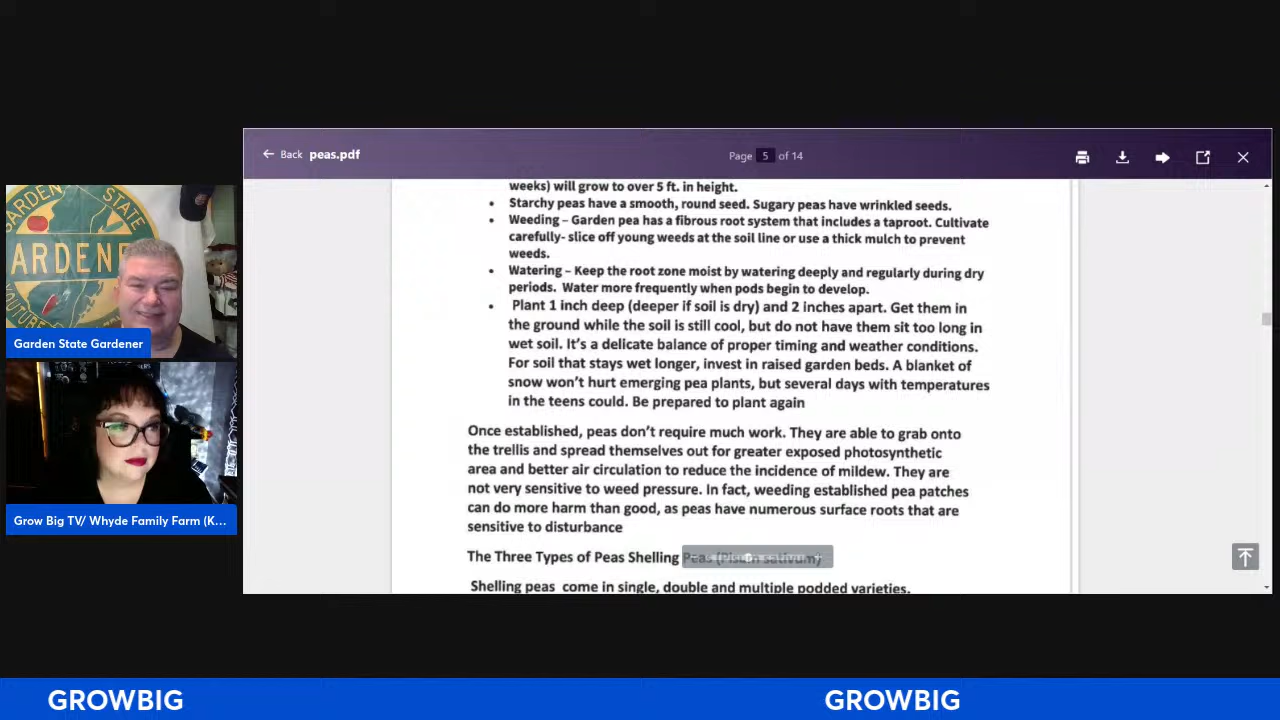 GARDEN STATE
ARDENE
YOUTUBE
Garden State Gardener
Grow Big TV/ Whyde Family Farm (K...
Back peas.pdf
Page 5 of 14
weeks) will grow to over 5 ft. in height.
• Starchy peas have a smooth, round seed. Sugary peas have wrinkled seeds.
• Weeding – Garden pea has a fibrous root system that includes a taproot. Cultivate
carefully- slice off young weeds at the soil line or use a thick mulch to prevent
weeds.
• Watering – Keep the root zone moist by watering deeply and regularly during dry
periods. Water more frequently when pods begin to develop.
• Plant 1 inch deep (deeper if soil is dry) and 2 inches apart. Get them in
the ground while the soil is still cool, but do not have them sit too long in
wet soil. It's a delicate balance of proper timing and weather conditions.
For soil that stays wet longer, invest in raised garden beds. A blanket of
snow won't hurt emerging pea plants, but several days with temperatures
in the teens could. Be prepared to plant again
Once established, peas don't require much work. They are able to grab onto
the trellis and spread themselves out for greater exposed photosynthetic
area and better air circulation to reduce the incidence of mildew. They are
not very sensitive to weed pressure. In fact, weeding established pea patches
can do more harm than good, as peas have numerous surface roots that are
sensitive to disturbance
The Three Types of Peas Shelling Peas (Pisum sativum)
Shelling peas come in single, double and multiple podded varieties.
GROWBIG GROWBIG